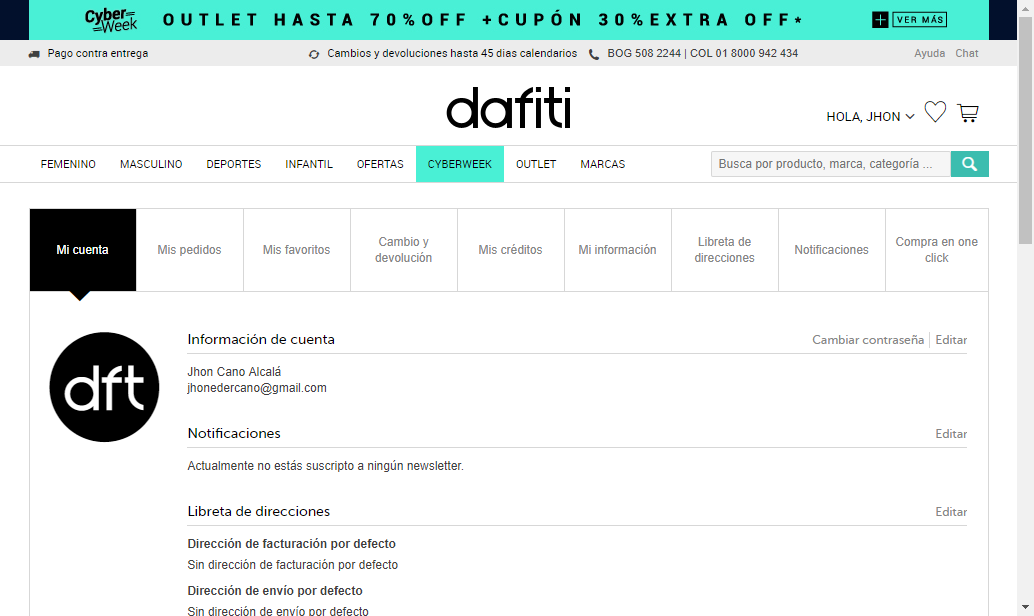 Cyber Week
OUTLET HASTA 70%OFF +CUPÓN 30%EXTRA OFF*
VER MÁS
Pago contra entrega
Cambios y devoluciones hasta 45 dias calendarios
BOG 508 2244 | COL 01 8000 942 434
Ayuda
Chat
dafiti
HOLA, JHON
FEMENINO
MASCULINO
DEPORTES
INFANTIL
OFERTAS
CYBERWEEK
OUTLET
MARCAS
Busca por producto, marca, categoría ...
Mi cuenta
Mis pedidos
Mis favoritos
Cambio y
devolución
Mis créditos
Mi información
Libreta de
direcciones
Notificaciones
Compra en one
click
dft
Información de cuenta
Cambiar contraseña
Editar
Jhon Cano Alcalá
jhonedercano@gmail.com
Notificaciones
Editar
Actualmente no estás suscripto a ningún newsletter.
Libreta de direcciones
Editar
Dirección de facturación por defecto
Sin dirección de facturación por defecto
Dirección de envío por defecto
Sin dirección de envío por defecto